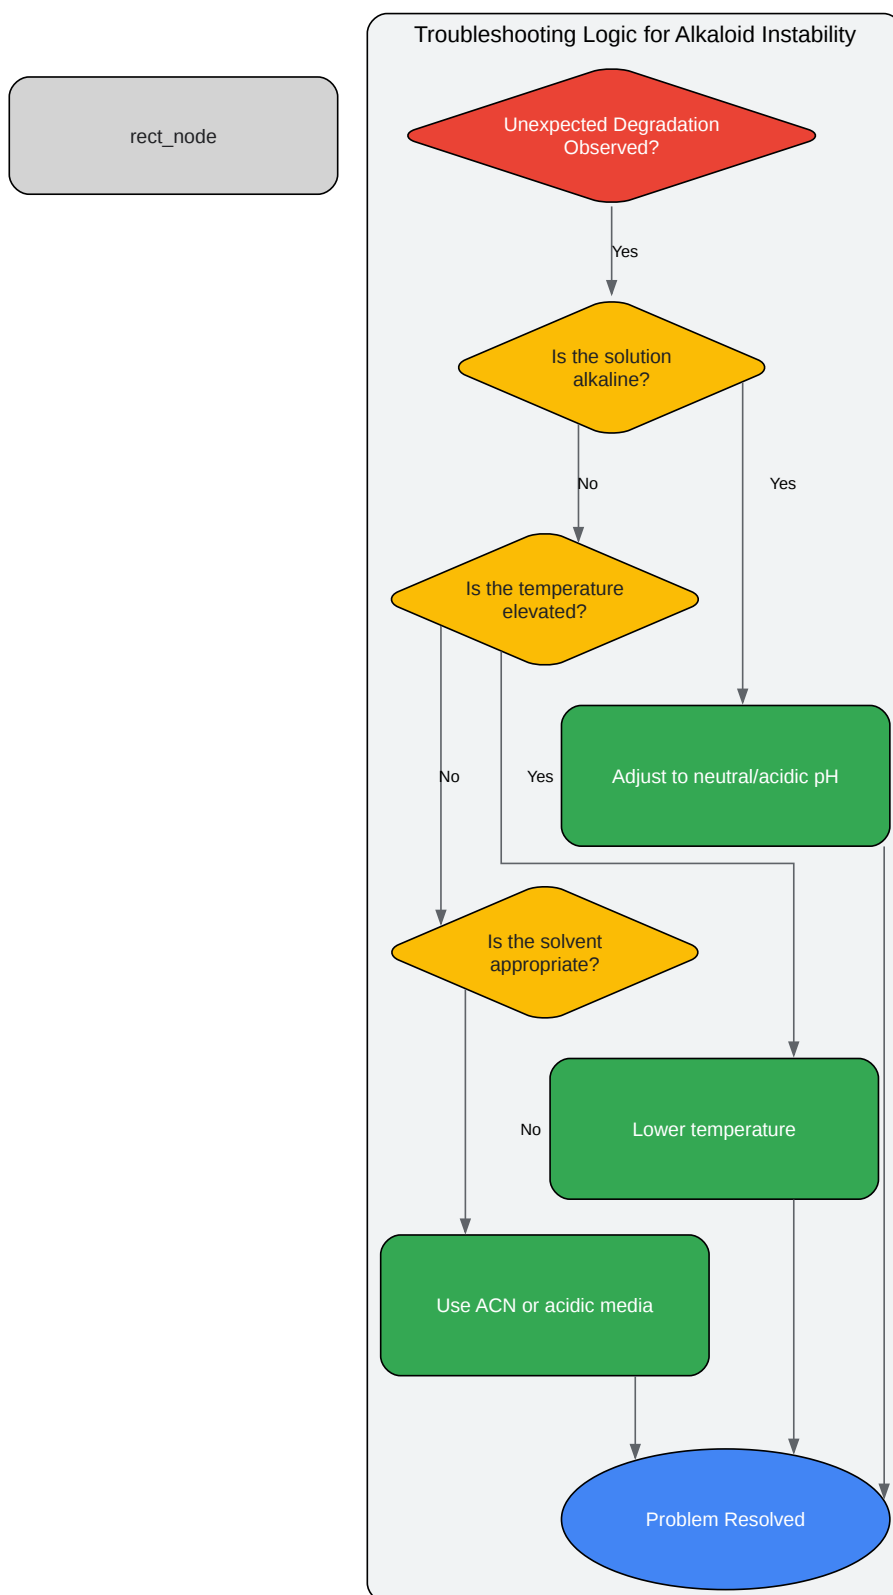 Troubleshooting Logic for Alkaloid Instability
rect_node
Unexpected Degradation
Observed?
Yes
Is the solution
alkaline?
No
Yes
Is the temperature
elevated?
No
Yes
Adjust to neutral/acidic pH
Is the solvent
appropriate?
No
Lower temperature
Use ACN or acidic media
Problem Resolved